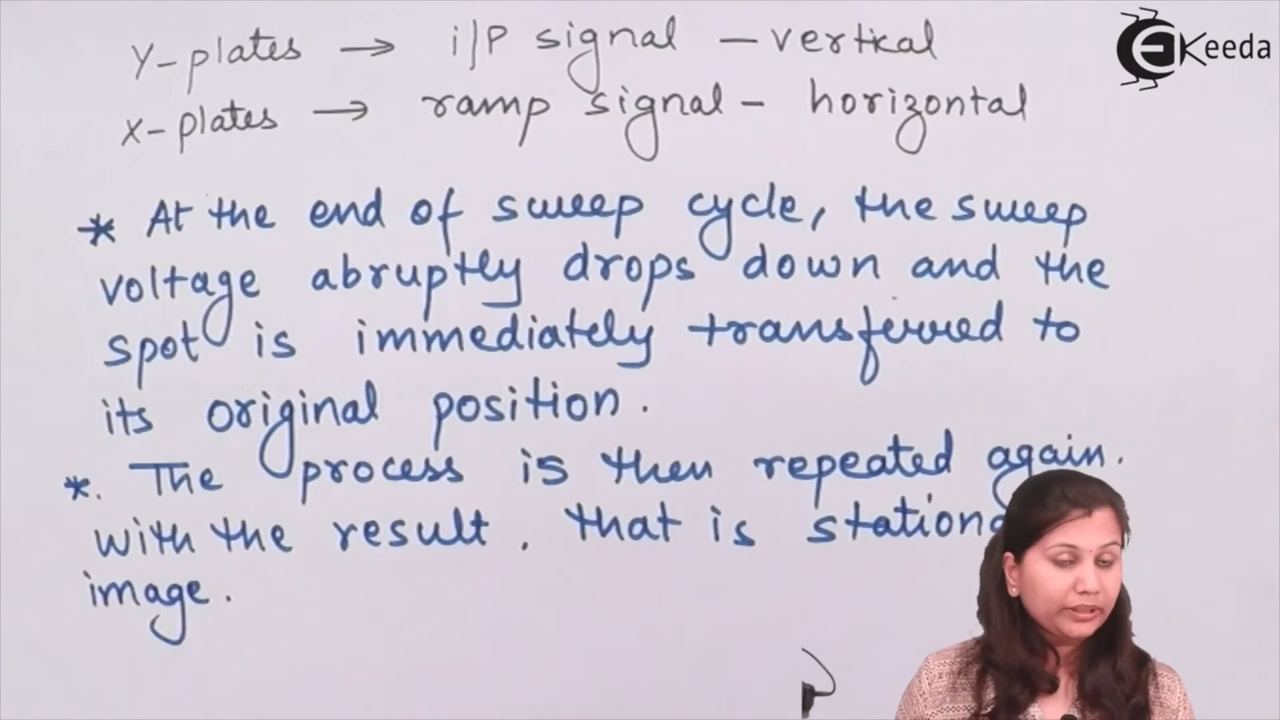 Y-plates → i/p signal - vertical
X-plates → ramp signal - horizontal
* At the end of sweep cycle, the sweep
voltage abruptly drops down and the
spot is immediately transferred to
its original position.
*. The process is then repeated again.
with the result. that is
image.
EKeeda